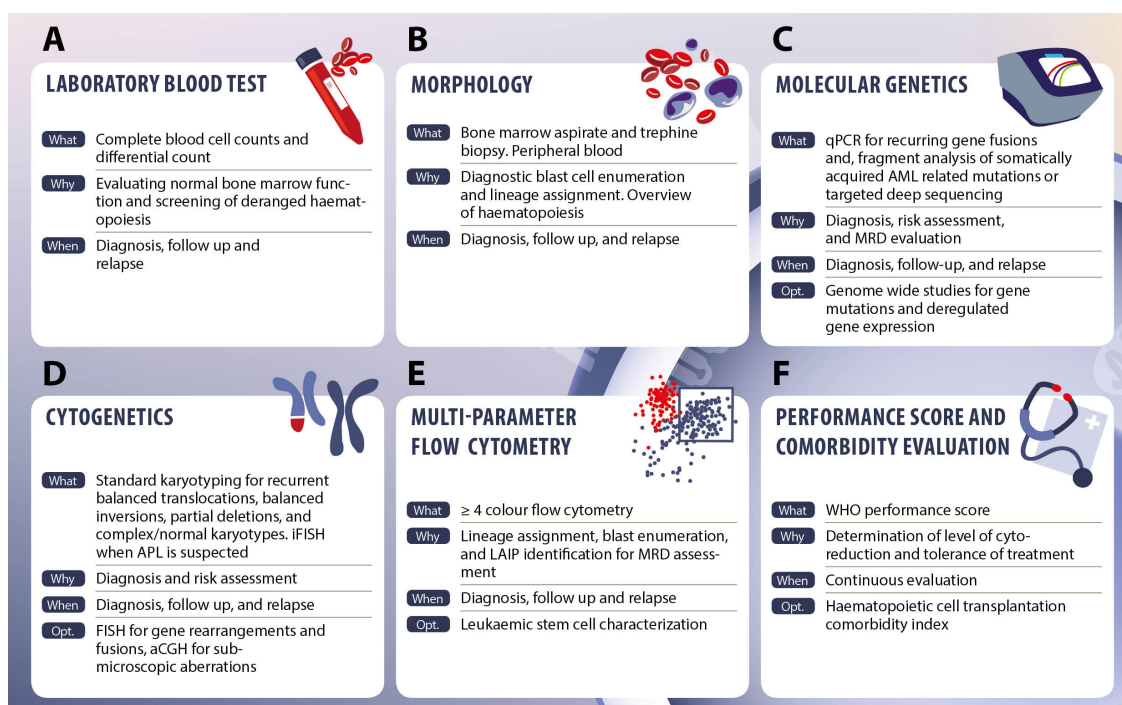 A
LABORATORY BLOOD TEST
What
Complete blood cell counts and
differential count
Why
Evaluating normal bone marrow func-
tion and screening of deranged haemat-
opoiesis
When
Diagnosis, follow up and
relapse
B
MORPHOLOGY
What
Bone marrow aspirate and trephine
biopsy. Peripheral blood
Why
Diagnostic blast cell enumeration
and lineage assignment. Overview
of haematopoiesis
When
Diagnosis, follow up, and relapse
C
MOLECULAR GENETICS
What
qPCR for recurring gene fusions
and, fragment analysis of somatically
acquired AML related mutations or
targeted deep sequencing
Why
Diagnosis, risk assessment,
and MRD evaluation
When
Diagnosis, follow-up, and relapse
Opt.
Genome wide studies for gene
mutations and deregulated
gene expression
D
CYTOGENETICS
What
Standard karyotyping for recurrent
balanced translocations, balanced
inversions, partial deletions, and
complex/normal karyotypes. iFISH
when APL is suspected
Why
Diagnosis and risk assessment
When
Diagnosis, follow up, and relapse
Opt.
FISH for gene rearrangements and
fusions, aCGH for sub-
microscopic aberrations
E
MULTI-PARAMETER
FLOW CYTOMETRY
What
≥ 4 colour flow cytometry
Why
Lineage assignment, blast enumeration,
and LAIP identification for MRD assess-
ment
When
Diagnosis, follow up and relapse
Opt.
Leukaemic stem cell characterization
F
PERFORMANCE SCORE AND
COMORBIDITY EVALUATION
What
WHO performance score
Why
Determination of level of cyto-
reduction and tolerance of treatment
When
Continuous evaluation
Opt.
Haematopoietic cell transplantation
comorbidity index